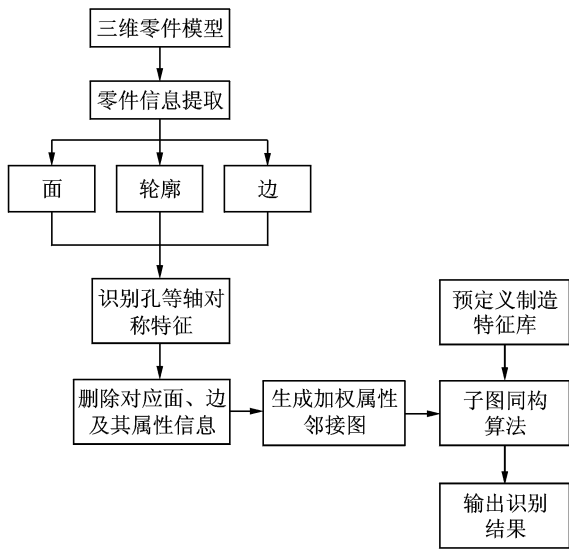 三维零件模型
零件信息提取
面
轮廓
边
识别孔等轴对
称特征
预定义制造
特征库
删除对应面、边
及其属性信息
生成加权属性
邻接图
子图同构
算法
输出识别
结果